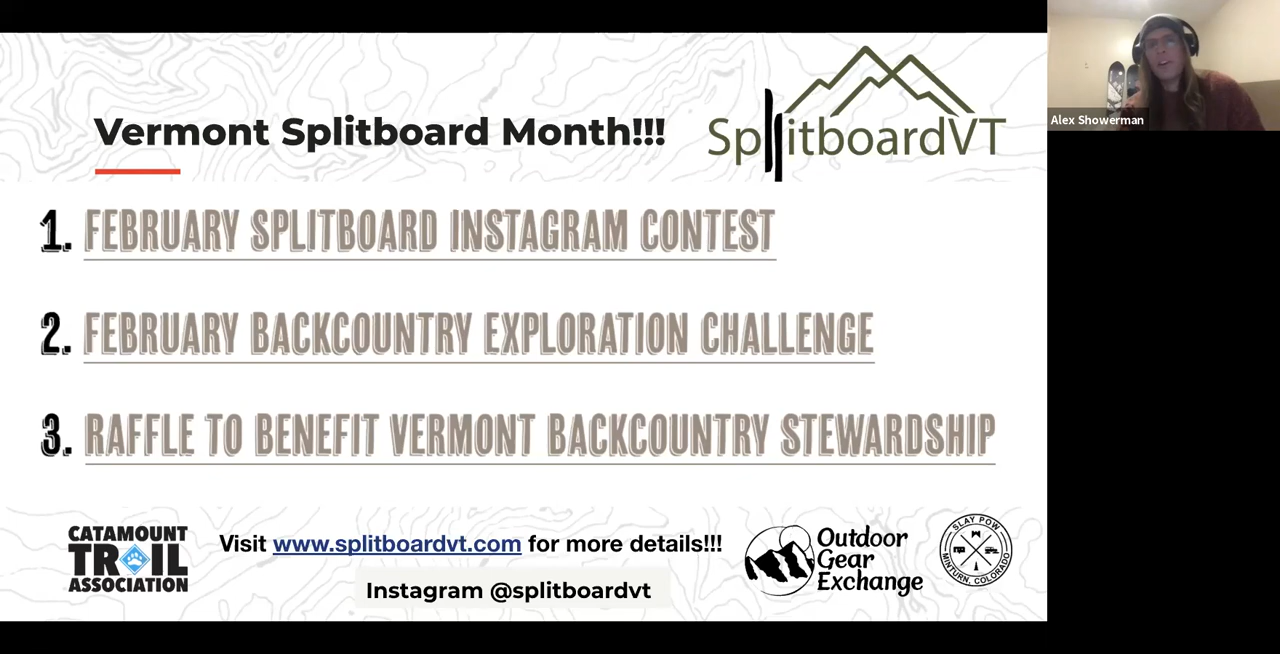 Vermont Splitboard Month!!!
SplitboardVT
Alex Showerman
1. FEBRUARY SPLITBOARD INSTAGRAM CONTEST
2. FEBRUARY BACKCOUNTRY EXPLORATION CHALLENGE
3. RAFFLE TO BENEFIT VERMONT BACKCOUNTRY STEWARDSHIP
CATAMOUNT
TRAIL
ASSOCIATION
Visit www.splitboardvt.com for more details!!!
Instagram @splitboardvt
Outdoor
Gear
Exchange
SLAY POW
MINTURN, COLORADO